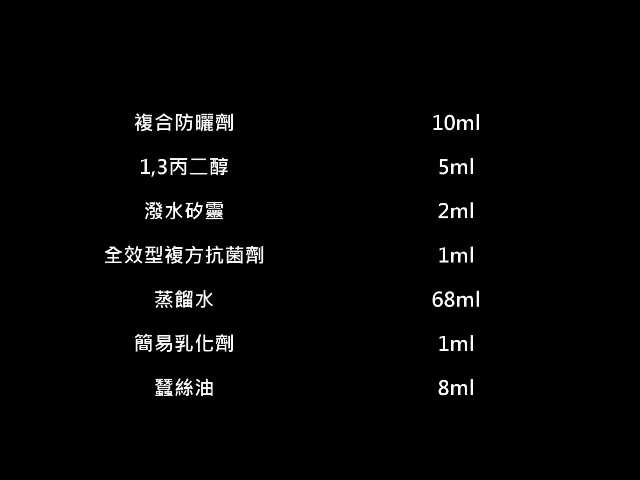 複合防曬劑 10ml
1,3丙二醇 5ml
潑水矽靈 2ml
全效型複方抗菌劑 1ml
蒸餾水 68ml
簡易乳化劑 1ml
蠶絲油 8ml